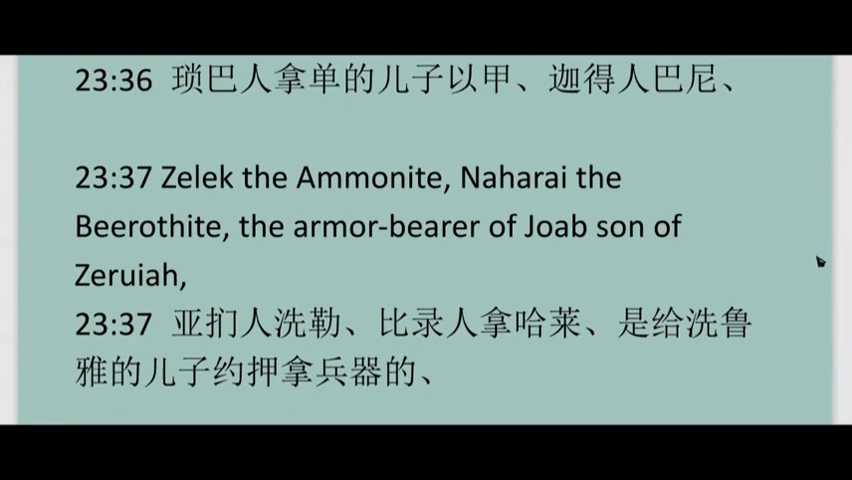 23:36 琐巴人拿单的儿子以甲、迦得人巴尼、
23:37 Zelek the Ammonite, Naharai the
Beerothite, the armor-bearer of Joab son of
Zeruiah,
23:37 亚扪人洗勒、比录人拿哈莱、是给洗鲁
雅的儿子约押拿兵器的、